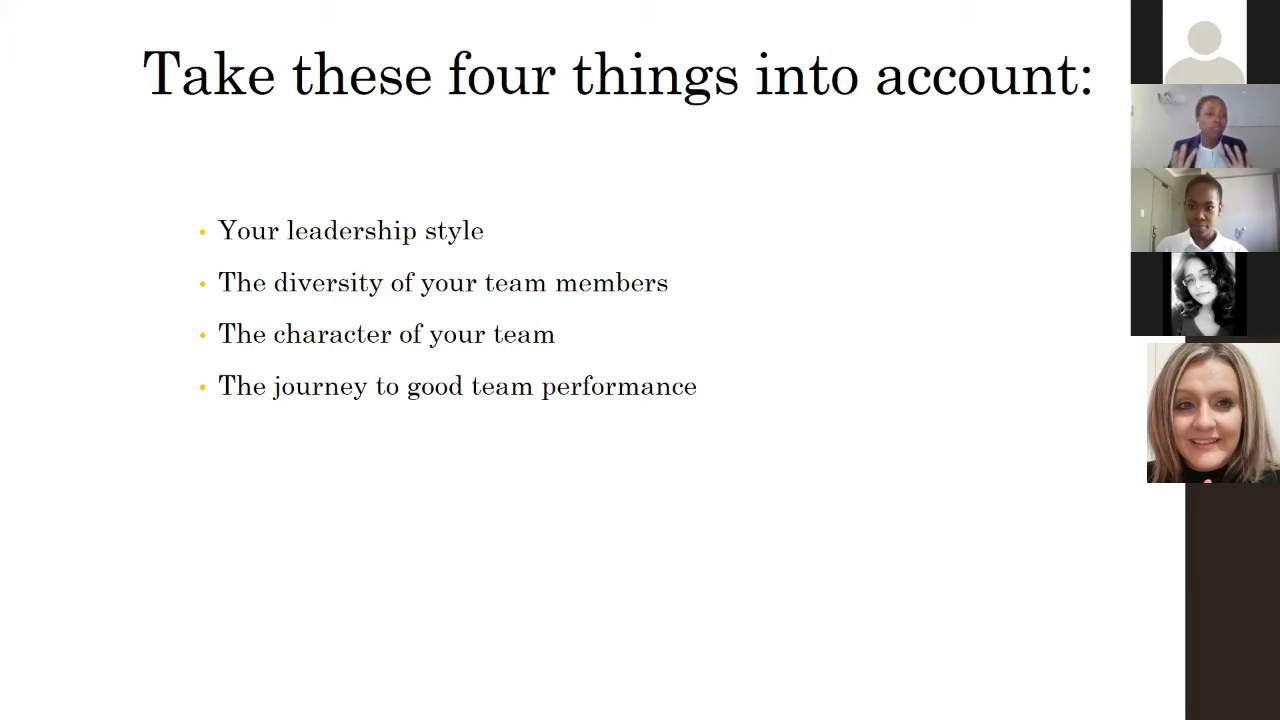 Take these four things into account:
Your leadership style
The diversity of your team members
The character of your team
The journey to good team performance